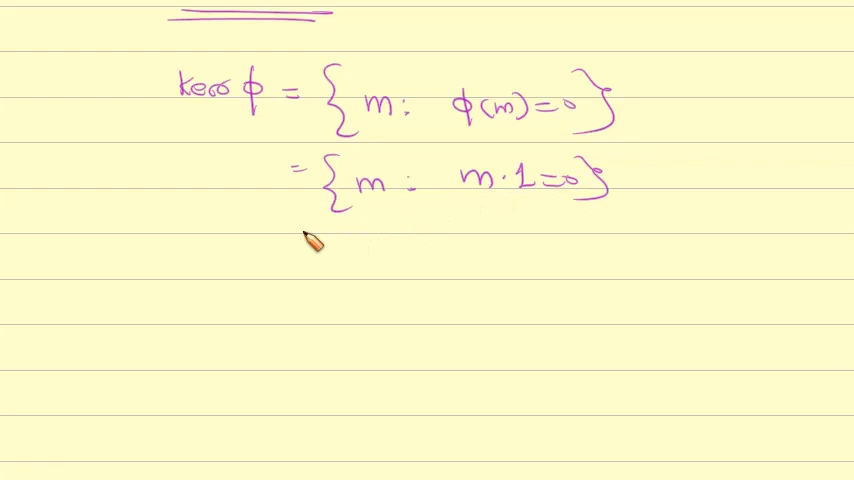 ker ϕ = { m : ϕ(m) = 0 }
= { m : m · 1 = 0 }